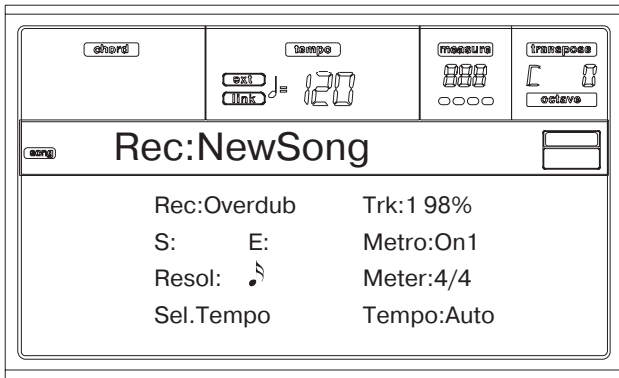 chord tempo measure transpose
ext
link = 120 888 C 0
octave
song Rec:NewSong
Rec:Overdub Trk:1 98%
S: E: Metro:On1
Resol: Meter:4/4
Sel.Tempo Tempo:Auto